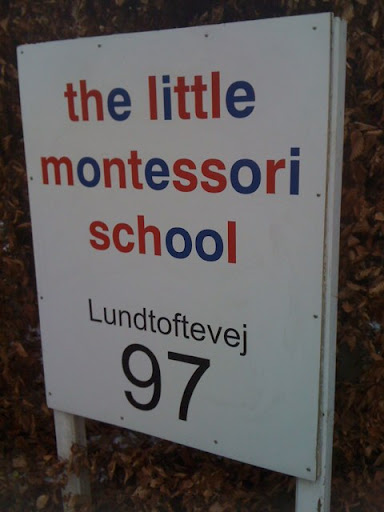 the little
montessori
school
Lundtoftevej
97